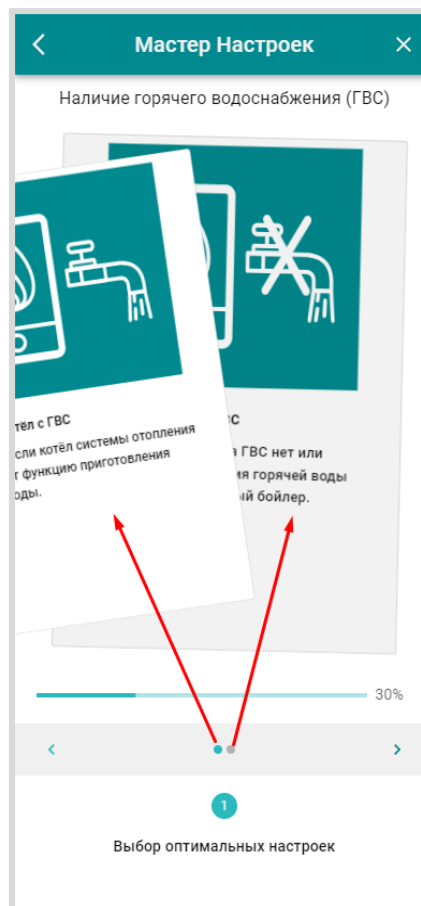 Мастер Настроек
Наличие горячего водоснабжения (ГВС)
тёл с ГВС
сли котёл системы отопления
т функцию приготовления
оды.
С
а ГВС нет или
ия горячей воды
ый бойлер.
30%
1
Выбор оптимальных настроек